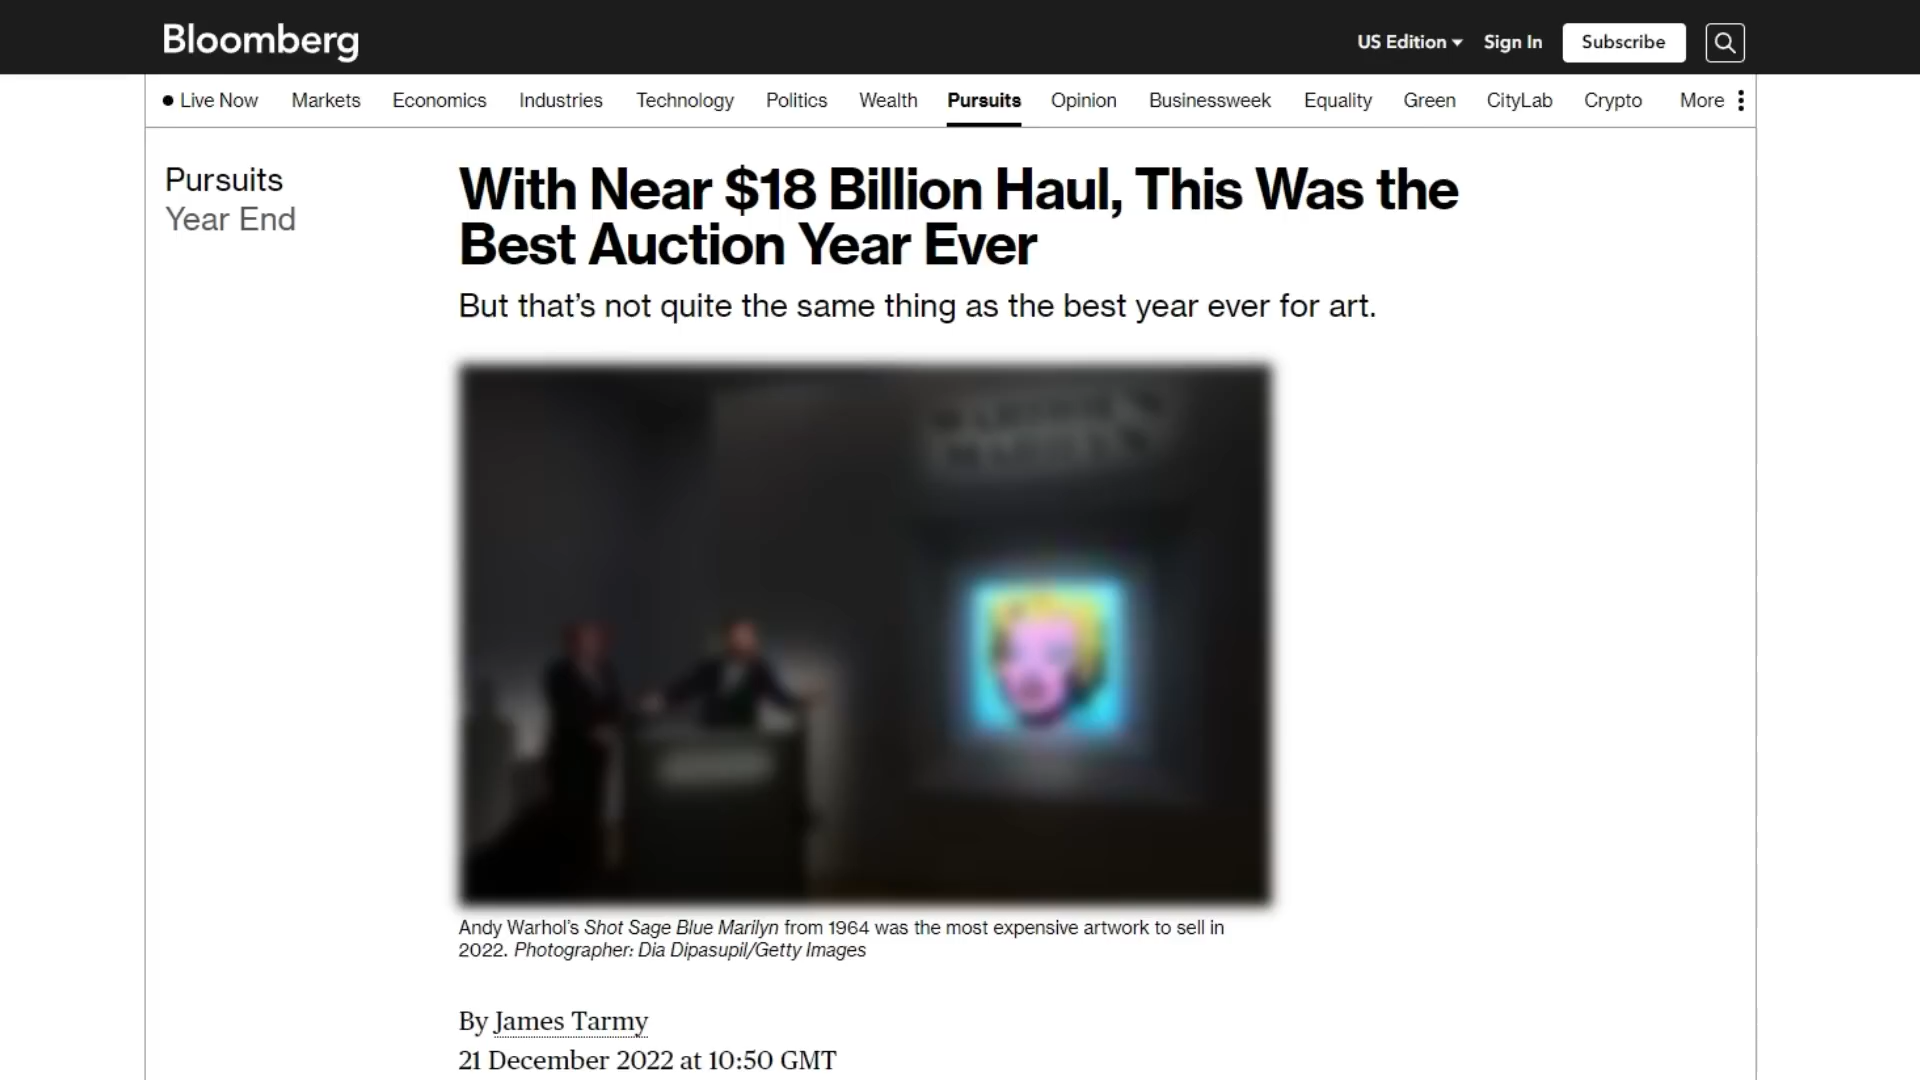 Bloomberg
US Edition
Sign In
Subscribe
Live Now
Markets
Economics
Industries
Technology
Politics
Wealth
Pursuits
Opinion
Businessweek
Equality
Green
CityLab
Crypto
More
Pursuits
Year End
With Near $18 Billion Haul, This Was the
Best Auction Year Ever
But that’s not quite the same thing as the best year ever for art.
Andy Warhol’s Shot Sage Blue Marilyn from 1964 was the most expensive artwork to sell in
2022. Photographer: Dia Dipasupil/Getty Images
By James Tarmy
21 December 2022 at 10:50 GMT